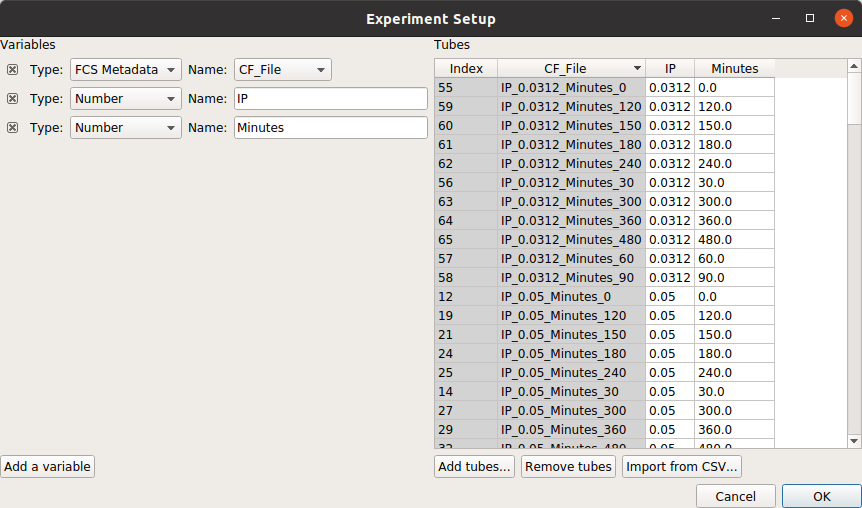 Experiment Setup
Variables
Type: FCS Metadata Name: CF_File
Type: Number Name: IP
Type: Number Name: Minutes
Add a variable
Tubes
Index CF_File IP Minutes
55 IP_0.0312_Minutes_0 0.0312 0.0
59 IP_0.0312_Minutes_120 0.0312 120.0
60 IP_0.0312_Minutes_150 0.0312 150.0
61 IP_0.0312_Minutes_180 0.0312 180.0
62 IP_0.0312_Minutes_240 0.0312 240.0
56 IP_0.0312_Minutes_30 0.0312 30.0
63 IP_0.0312_Minutes_300 0.0312 300.0
64 IP_0.0312_Minutes_360 0.0312 360.0
65 IP_0.0312_Minutes_480 0.0312 480.0
57 IP_0.0312_Minutes_60 0.0312 60.0
58 IP_0.0312_Minutes_90 0.0312 90.0
12 IP_0.05_Minutes_0 0.05 0.0
19 IP_0.05_Minutes_120 0.05 120.0
21 IP_0.05_Minutes_150 0.05 150.0
24 IP_0.05_Minutes_180 0.05 180.0
25 IP_0.05_Minutes_240 0.05 240.0
14 IP_0.05_Minutes_30 0.05 30.0
27 IP_0.05_Minutes_300 0.05 300.0
29 IP_0.05_Minutes_360 0.05 360.0
32 IP_0.05_Minutes_480 0.05 480.0
Add tubes... Remove tubes Import from CSV...
Cancel OK